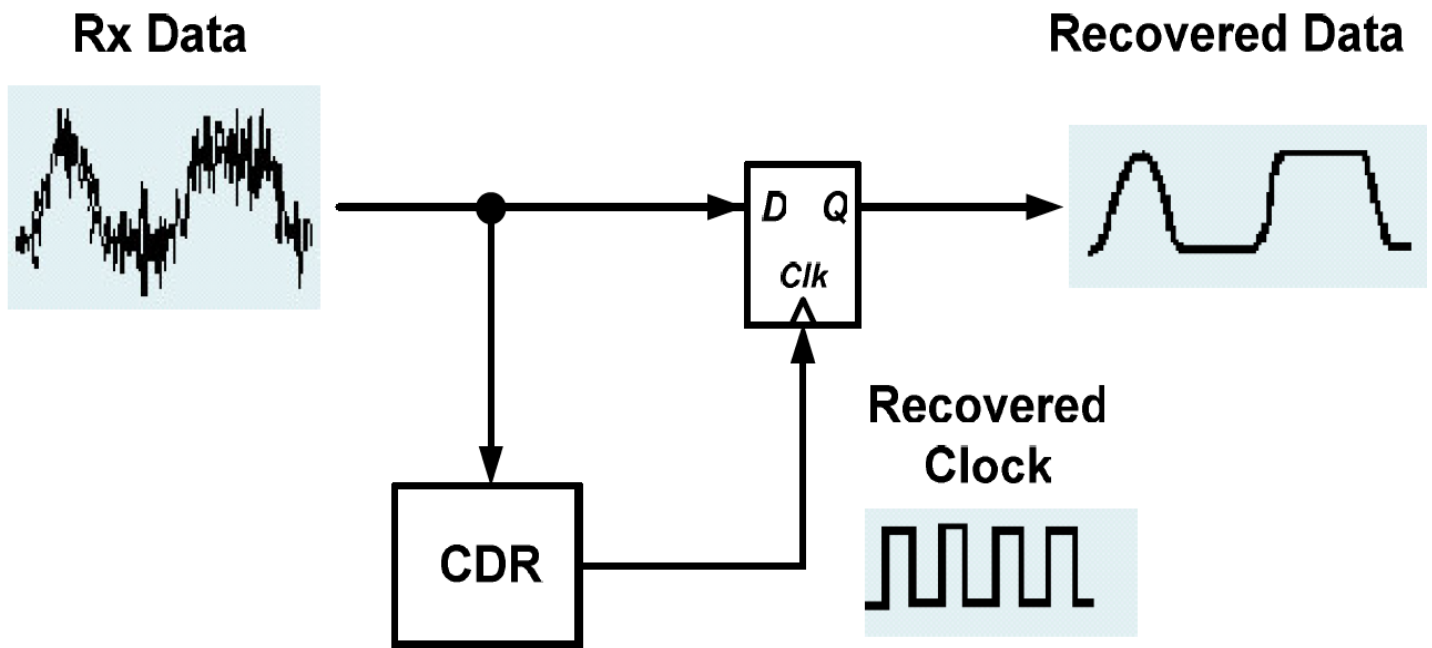 Rx Data
Recovered Data
D Q
Clk
Recovered
Clock
CDR